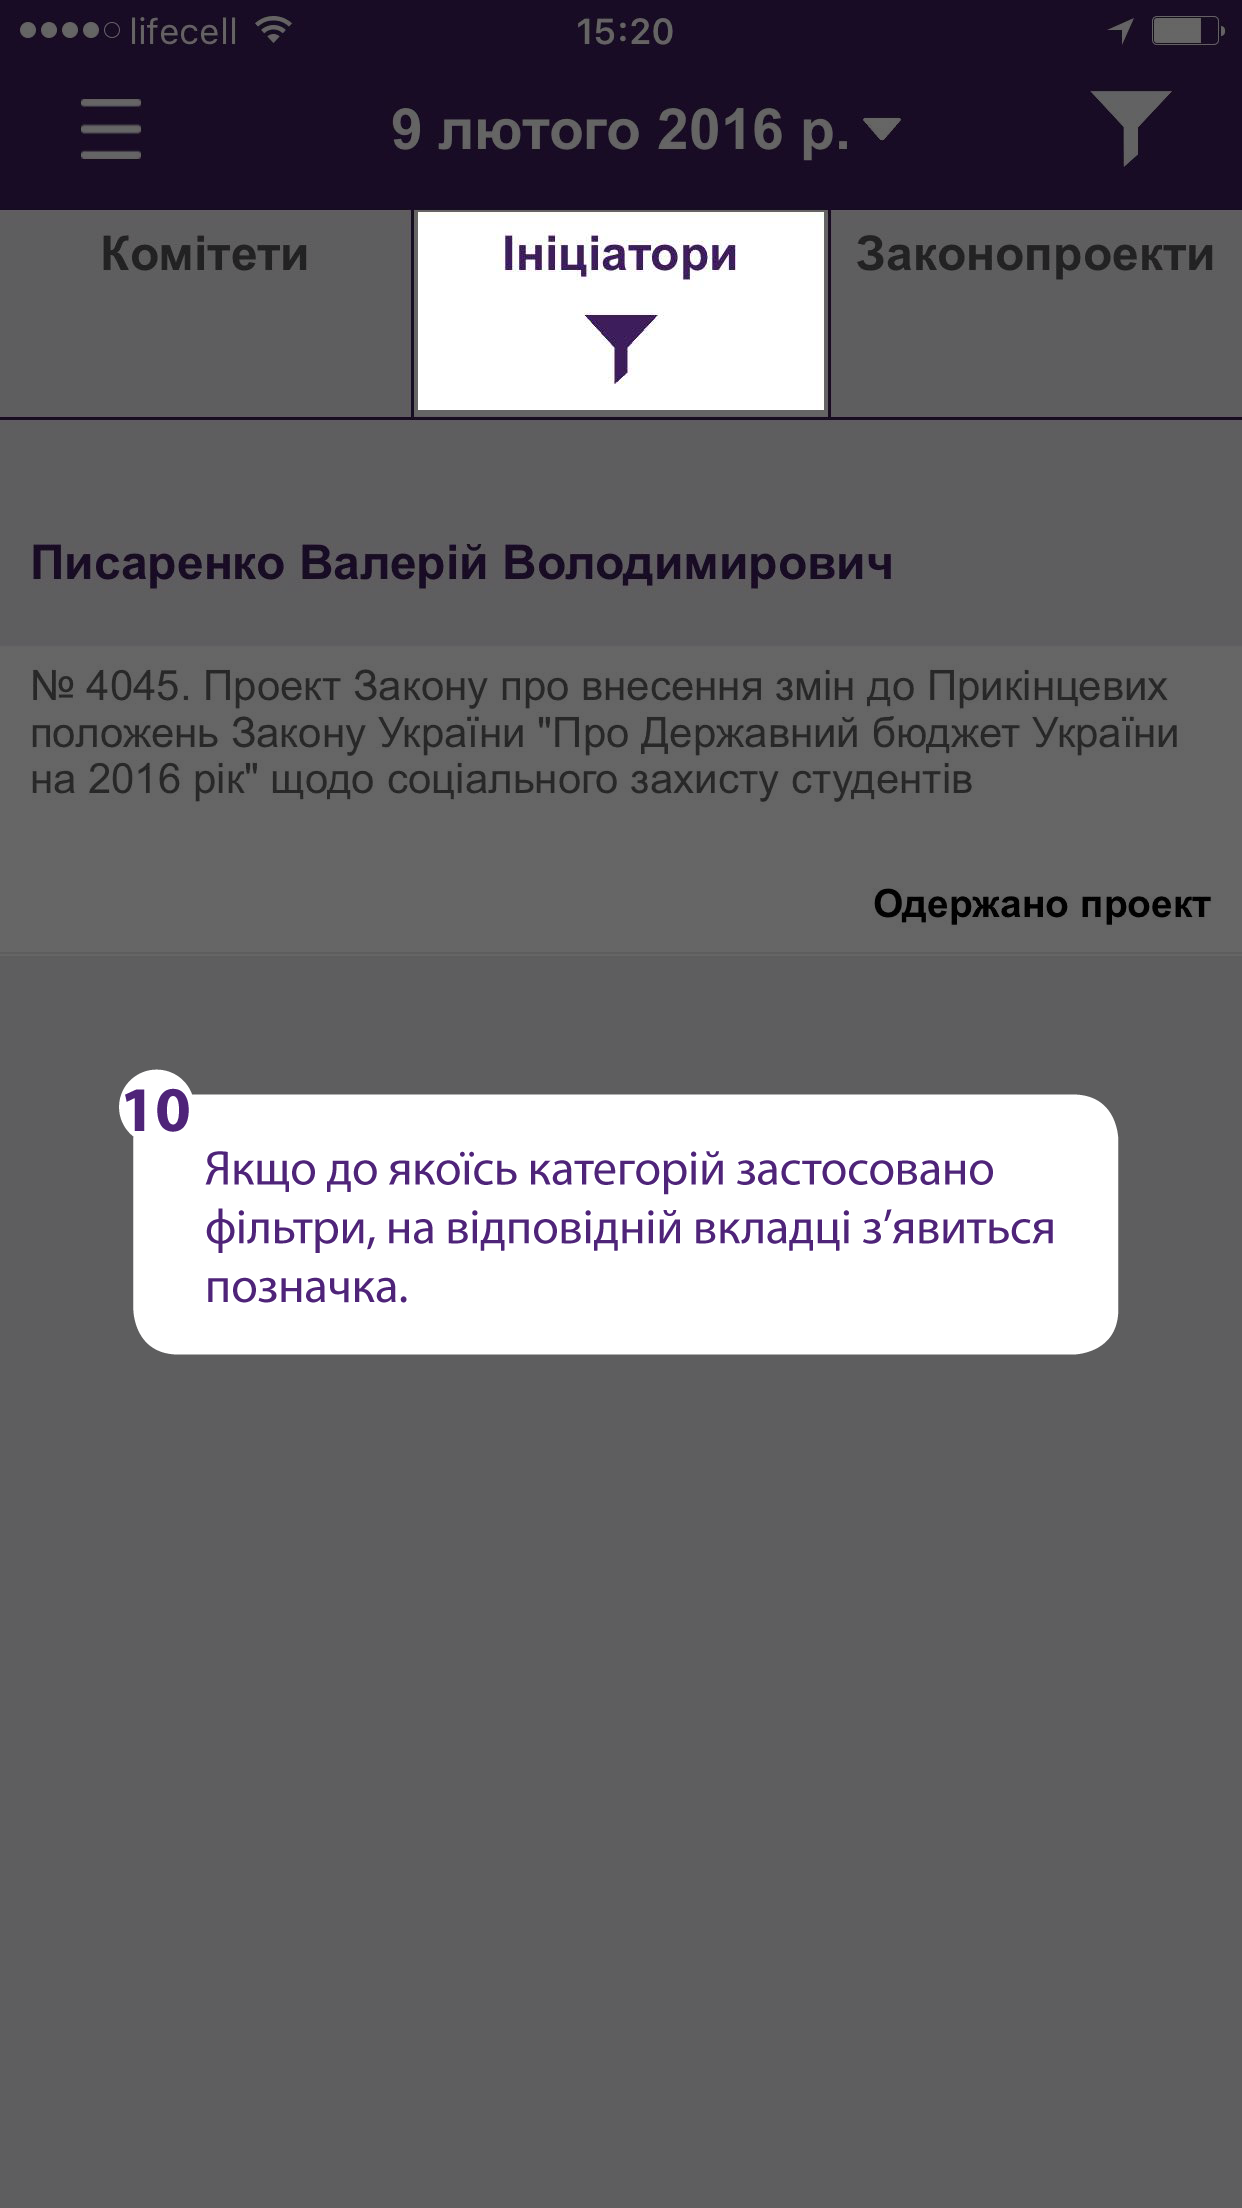 lifecell
15:20
9 лютого 2016 р.
Комітети
Ініціатори
Законопроекти
Писаренко Валерій Володимирович
№ 4045. Проект Закону про внесення змін до Прикінцевих
положень Закону України "Про Державний бюджет України
на 2016 рік" щодо соціального захисту студентів
Одержано проект
10
Якщо до якоїсь категорій застосовано
фільтри, на відповідній вкладці з’явиться
позначка.